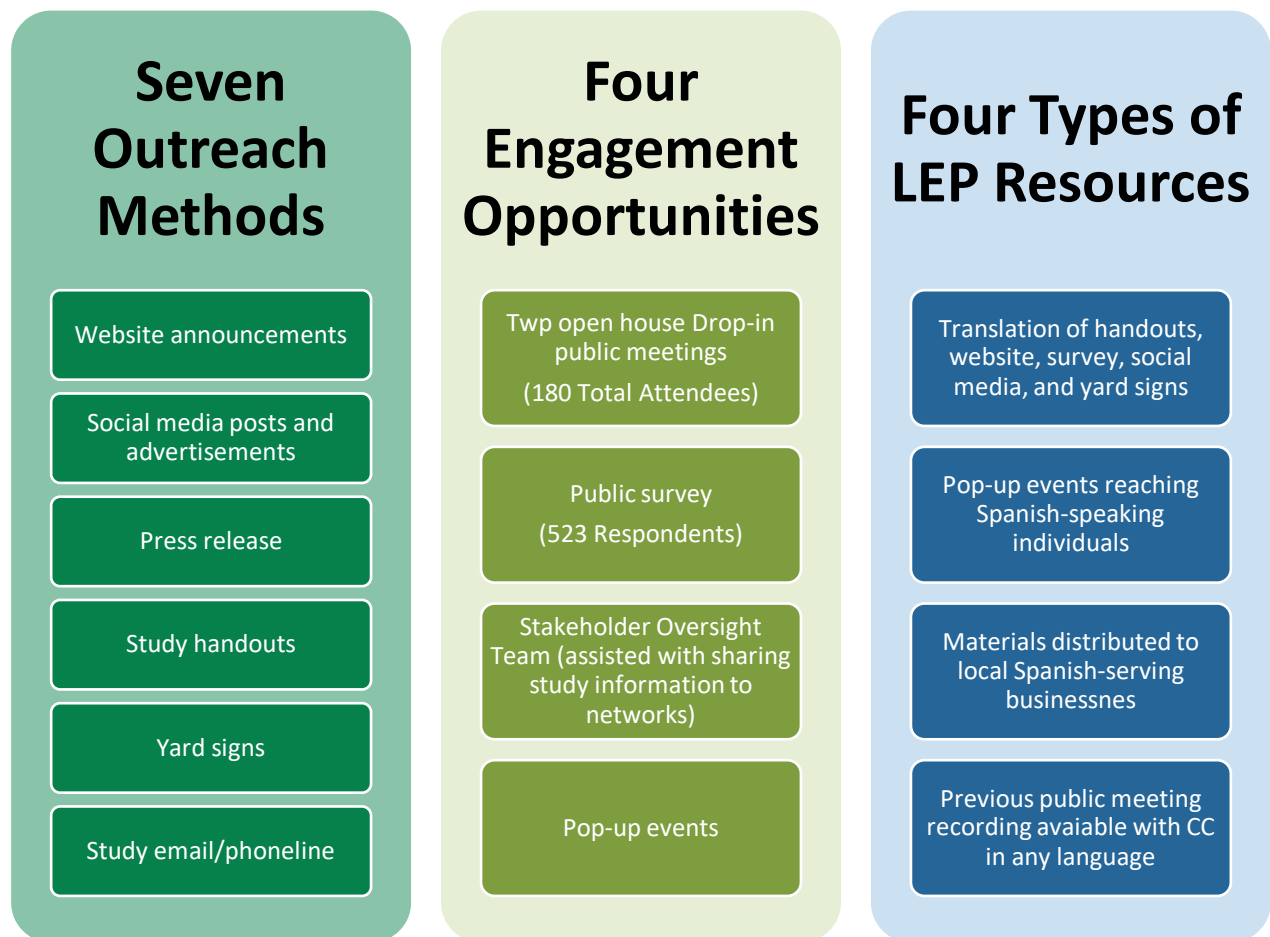 Seven
Outreach
Methods
Website announcements
Social media posts and
advertisements
Press release
Study handouts
Yard signs
Study email/phoneline
Four
Engagement
Opportunities
Twp open house Drop-in
public meetings
(180 Total Attendees)
Public survey
(523 Respondents)
Stakeholder Oversight
Team (assisted with sharing
study information to
networks)
Pop-up events
Four Types of
LEP Resources
Translation of handouts,
website, survey, social
media, and yard signs
Pop-up events reaching
Spanish-speaking
individuals
Materials distributed to
local Spanish-serving
businessnes
Previous public meeting
recording avaiable with CC
in any language